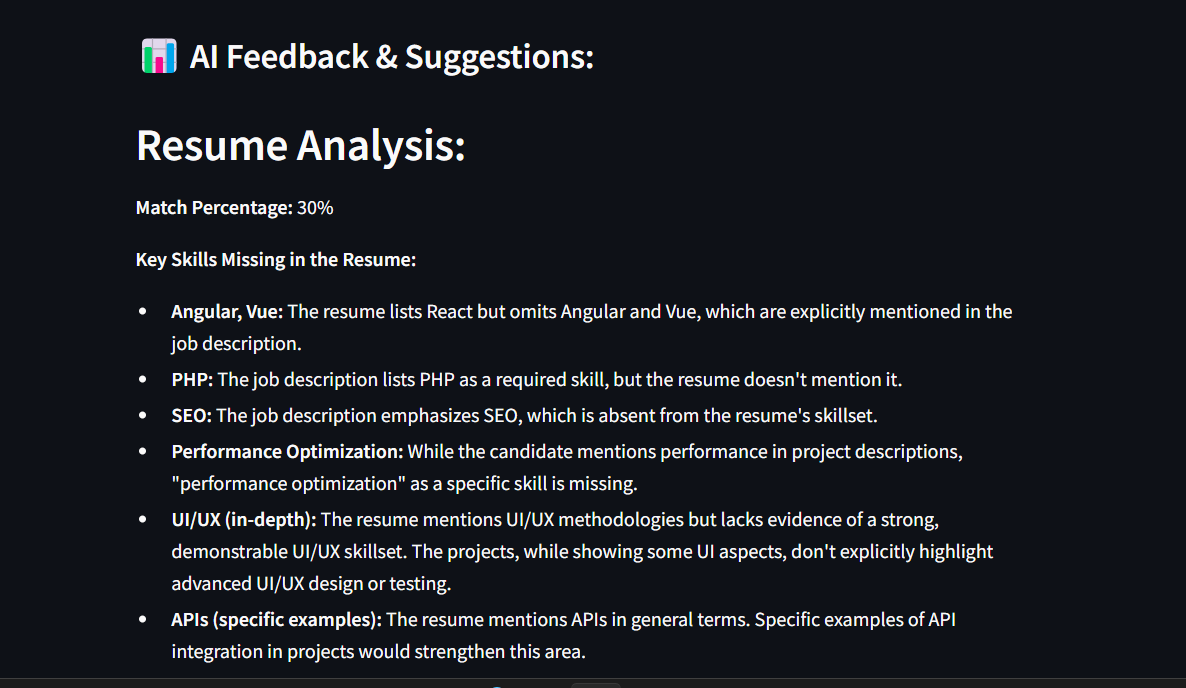 AI Feedback & Suggestions:
Resume Analysis:
Match Percentage: 30%
Key Skills Missing in the Resume:
• Angular, Vue: The resume lists React but omits Angular and Vue, which are explicitly mentioned in the
job description.
• PHP: The job description lists PHP as a required skill, but the resume doesn't mention it.
• SEO: The job description emphasizes SEO, which is absent from the resume's skillset.
• Performance Optimization: While the candidate mentions performance in project descriptions,
"performance optimization" as a specific skill is missing.
• UI/UX (in-depth): The resume mentions UI/UX methodologies but lacks evidence of a strong,
demonstrable UI/UX skillset. The projects, while showing some UI aspects, don't explicitly highlight
advanced UI/UX design or testing.
• APIs (specific examples): The resume mentions APIs in general terms. Specific examples of API
integration in projects would strengthen this area.